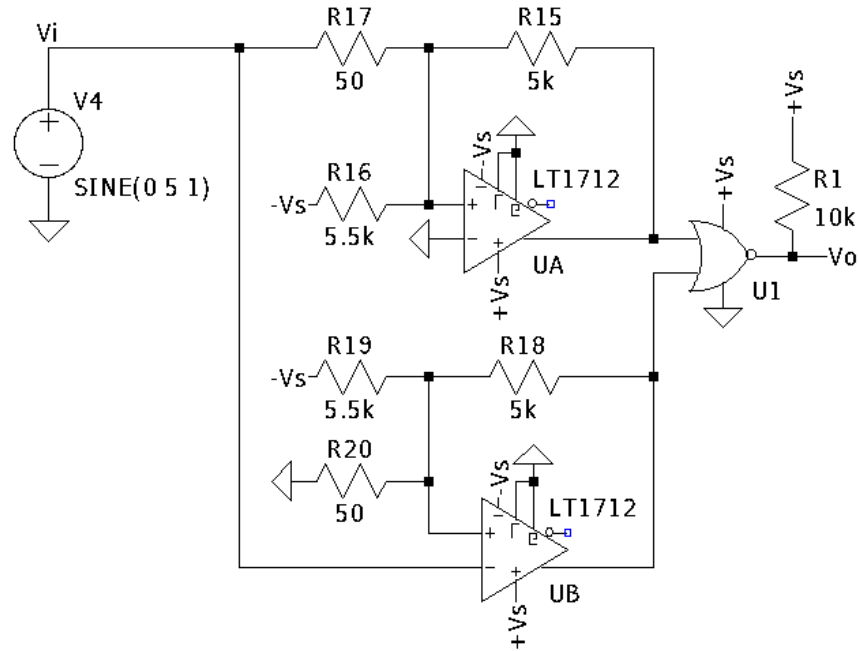 R17
R15
Vi
50
5k
V4
+
−
SINE(0 5 1)
R16
-Vs
5.5k
-Vs
LT1712
+
−
−
+
UA
+Vs
+Vs
+Vs
R1
10k
Vo
U1
R19
R18
-Vs
5.5k
5k
R20
50
-Vs
LT1712
+
−
−
+
UB
+Vs